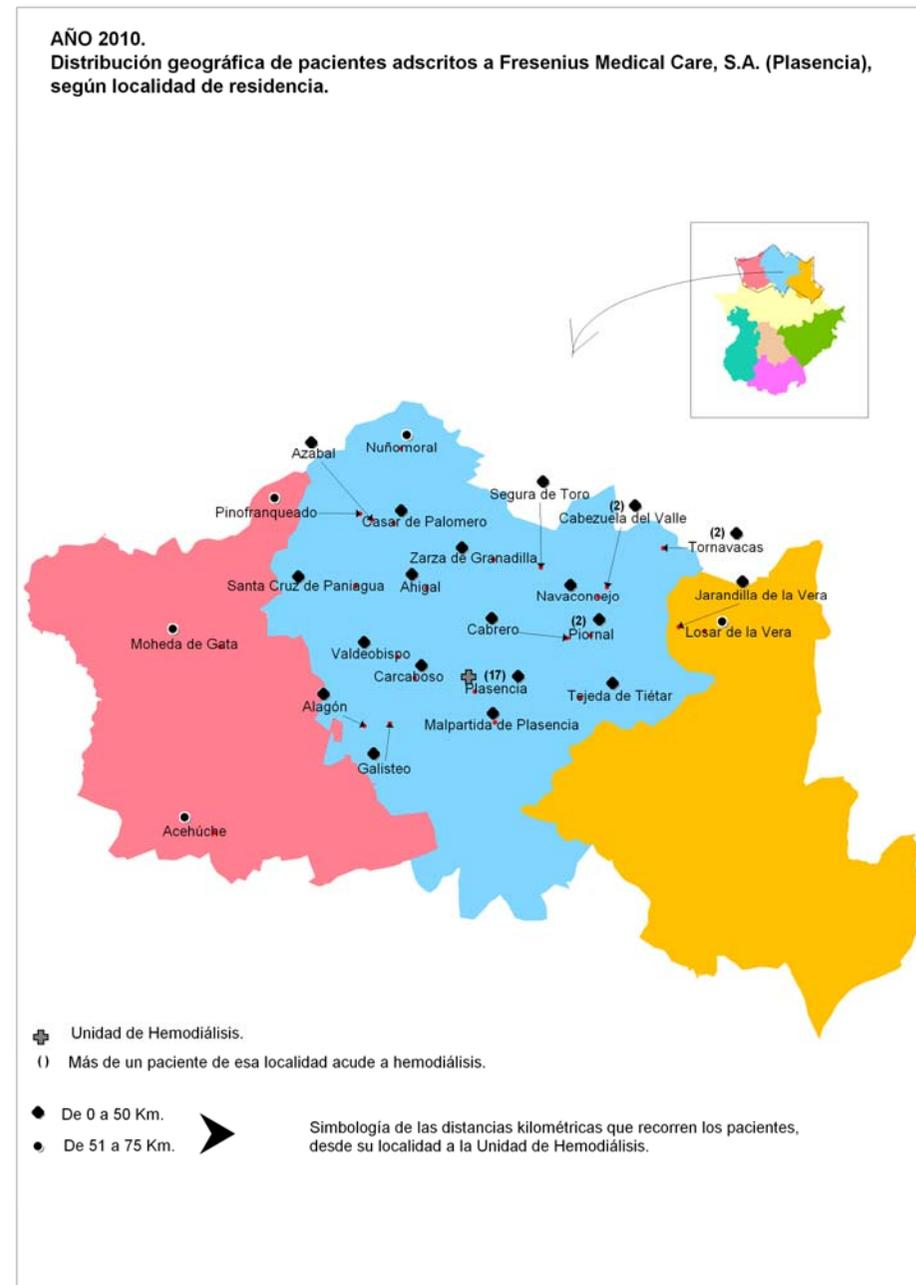 AÑO 2010.
Distribución geográfica de pacientes adscritos a Fresenius Medical Care, S.A. (Plasencia),
según localidad de residencia.
Nuñomoral
Azabal
Segura de Toro
Pinofranqueado
(2)
Cabezuela del Valle
Casar de Palomero
(2)
Tornavacas
Zarza de Granadilla
Santa Cruz de Paniagua
Ahigal
Navaconcejo
Jarandilla de la Vera
Cabrero
(2)
Piornal
Losar de la Vera
Moheda de Gata
Valdeobispo
Carcaboso
(17)
Plasencia
Tejeda de Tiétar
Alagón
Malpartida de Plasencia
Galisteo
Acehúche
Unidad de Hemodiálisis.
() Más de un paciente de esa localidad acude a hemodiálisis.
De 0 a 50 Km.
De 51 a 75 Km.
Simbología de las distancias kilométricas que recorren los pacientes,
desde su localidad a la Unidad de Hemodiálisis.